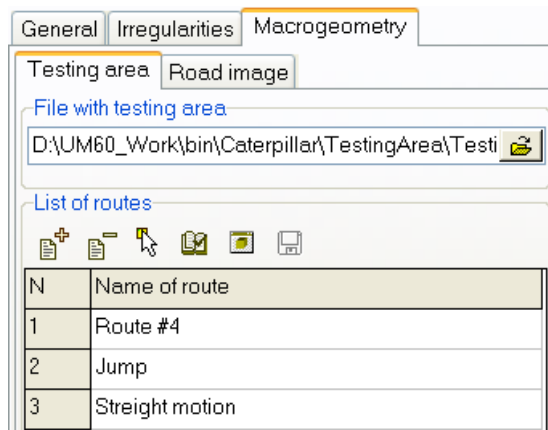 General Irregularities Macrogeometry
Testing area Road image
File with testing area
D:\UM60_Work\bin\Caterpillar\TestingArea\Testi
List of routes
N Name of route
1 Route #4
2 Jump
3 Streight motion